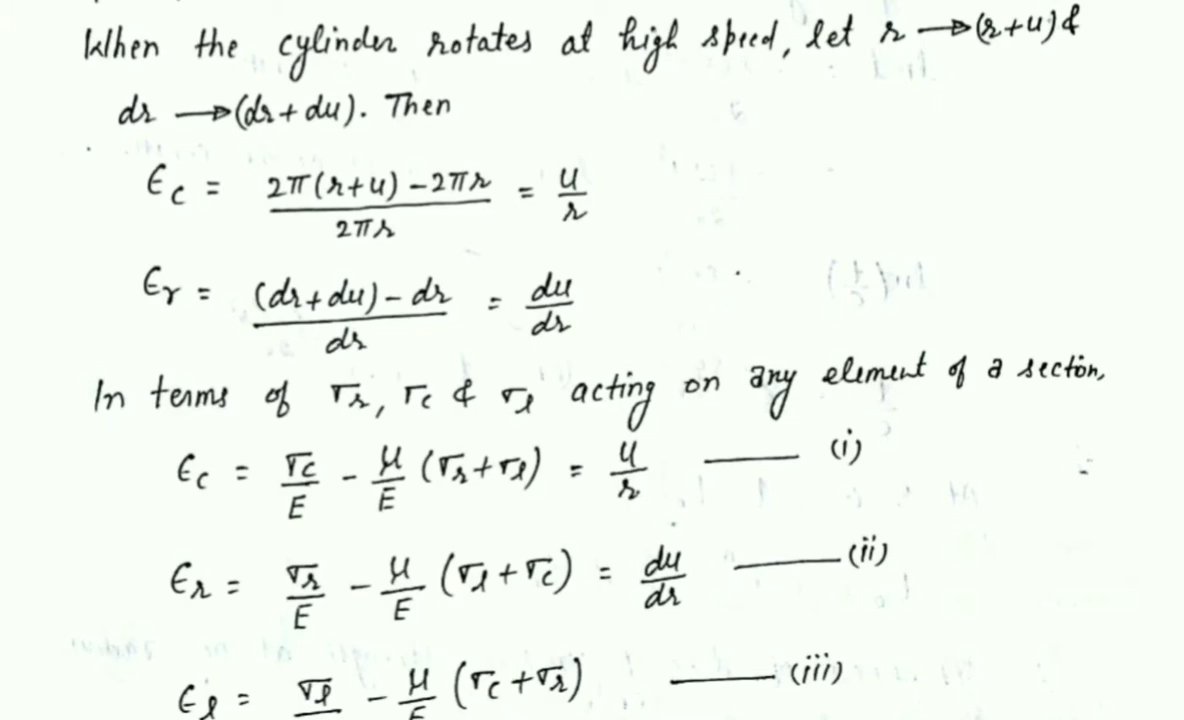 When the cylinder rotates at high speed, let r → (r+u) &
dr → (dr + du). Then
ϵc = 2π(r+u) - 2πr / 2πr = u/r
ϵr = (dr+du) - dr / dr = du/dr
In terms of σr, σc & σl acting on any element of a section,
ϵc = σc/E - μ/E (σr+σl) = u/r —— (i)
ϵr = σr/E - μ/E (σl+σc) = du/dr —— (ii)
ϵl = σl - μ/E (σc+σr) —— (iii)